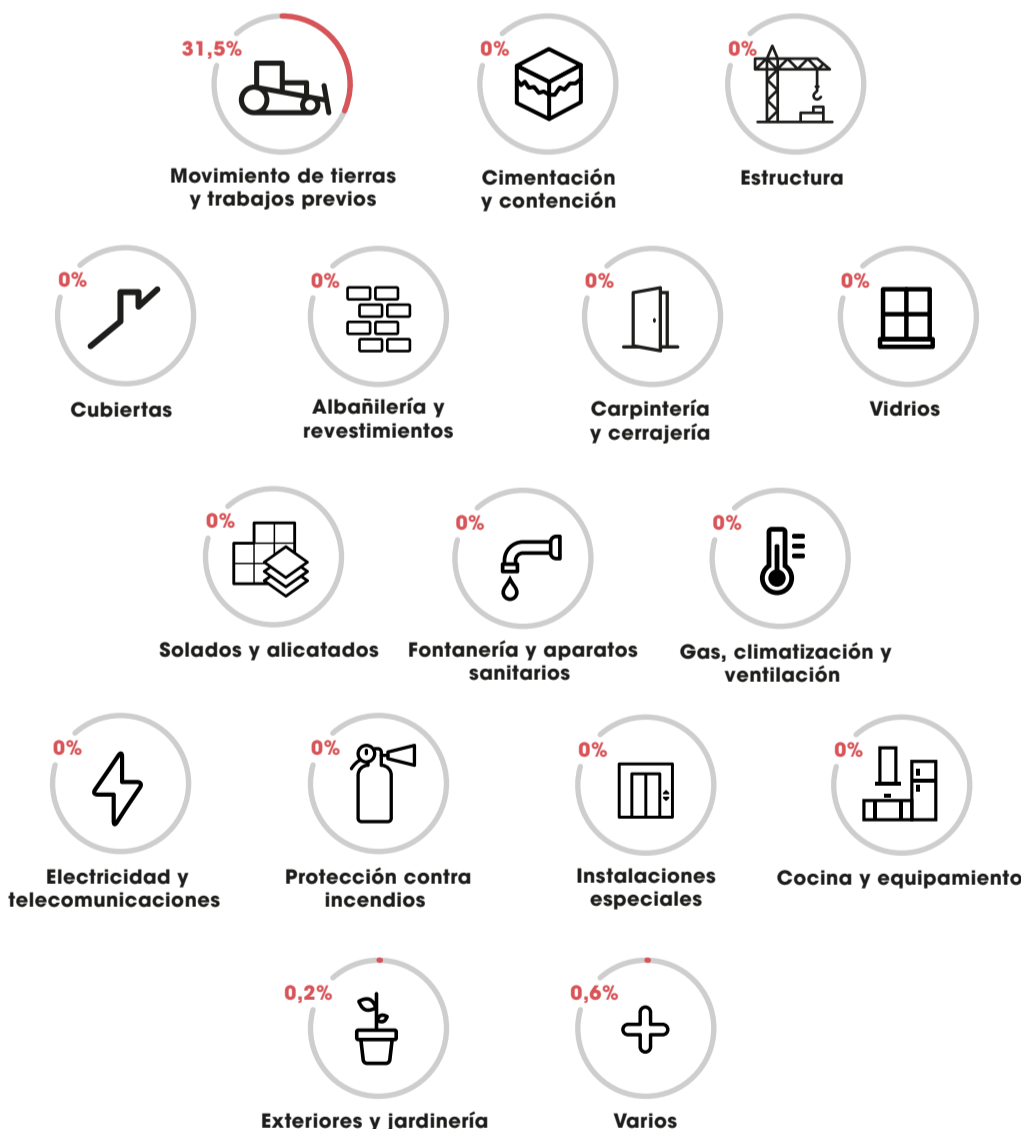 31,5%
Movimiento de tierras
y trabajos previos
0%
Cimentación
y contención
0%
Estructura
0%
Cubiertas
0%
Albañilería y
revestimientos
0%
Carpintería
y cerrajería
0%
Vidrios
0%
Solados y alicatados
0%
Fontanería y aparatos
sanitarios
0%
Gas, climatización y
ventilación
0%
Electricidad y
telecomunicaciones
0%
Protección contra
incendios
0%
Instalaciones
especiales
0%
Cocina y equipamiento
0,2%
Exteriores y jardinería
0,6%
Varios